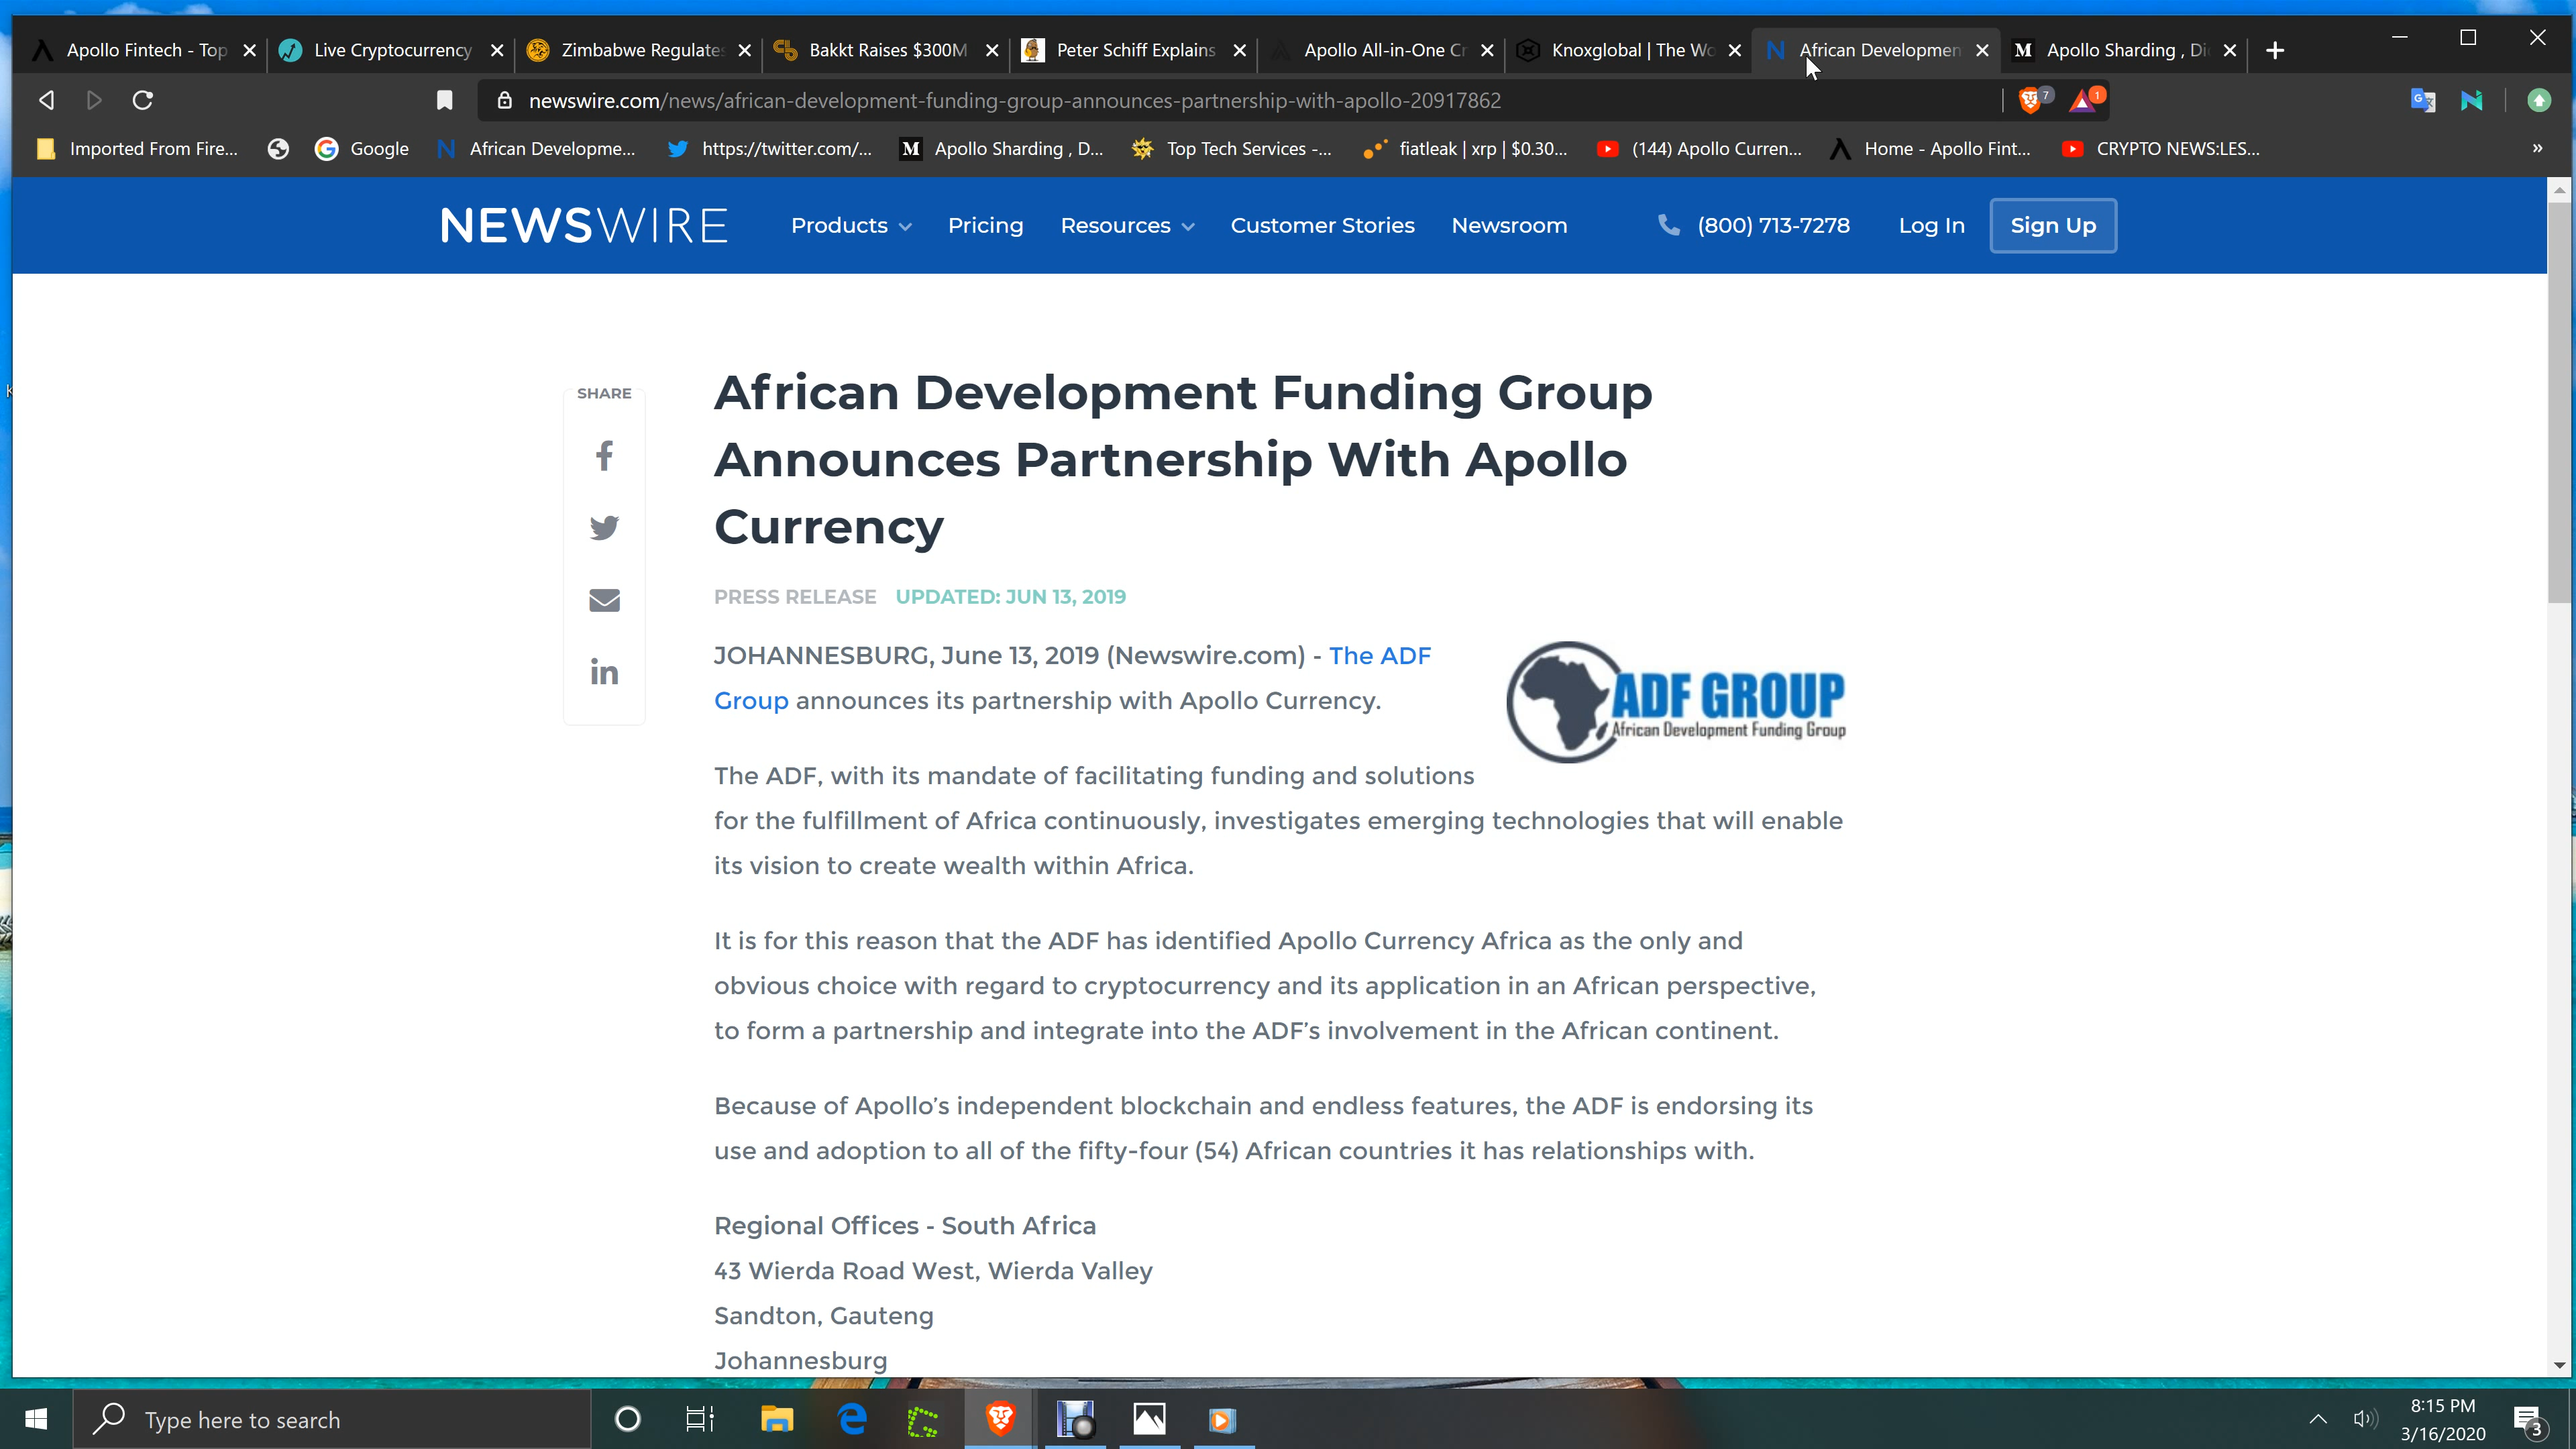 Apollo Fintech - Top
Live Cryptocurrency
Zimbabwe Regulates
Bakkt Raises $300M
Peter Schiff Explains
Apollo All-in-One Cr
Knoxglobal | The Wo
African Developmen
Apollo Sharding , Di
newswire.com/news/african-development-funding-group-announces-partnership-with-apollo-20917862
7
1
Imported From Fire...
Google
African Developme...
https://twitter.com/...
Apollo Sharding , D...
Top Tech Services -...
fiatleak | xrp | $0.30...
(144) Apollo Curren...
Home - Apollo Fint...
CRYPTO NEWS:LES...
»
NEWSWIRE
Products
Pricing
Resources
Customer Stories
Newsroom
(800) 713-7278
Log In
Sign Up
SHARE
African Development Funding Group
Announces Partnership With Apollo
Currency
PRESS RELEASE UPDATED: JUN 13, 2019
JOHANNESBURG, June 13, 2019 (Newswire.com) - The ADF
Group announces its partnership with Apollo Currency.
ADF GROUP
African Development Funding Group
The ADF, with its mandate of facilitating funding and solutions
for the fulfillment of Africa continuously, investigates emerging technologies that will enable
its vision to create wealth within Africa.
It is for this reason that the ADF has identified Apollo Currency Africa as the only and
obvious choice with regard to cryptocurrency and its application in an African perspective,
to form a partnership and integrate into the ADF’s involvement in the African continent.
Because of Apollo’s independent blockchain and endless features, the ADF is endorsing its
use and adoption to all of the fifty-four (54) African countries it has relationships with.
Regional Offices - South Africa
43 Wierda Road West, Wierda Valley
Sandton, Gauteng
Johannesburg
Type here to search
8:15 PM
3/16/2020
3